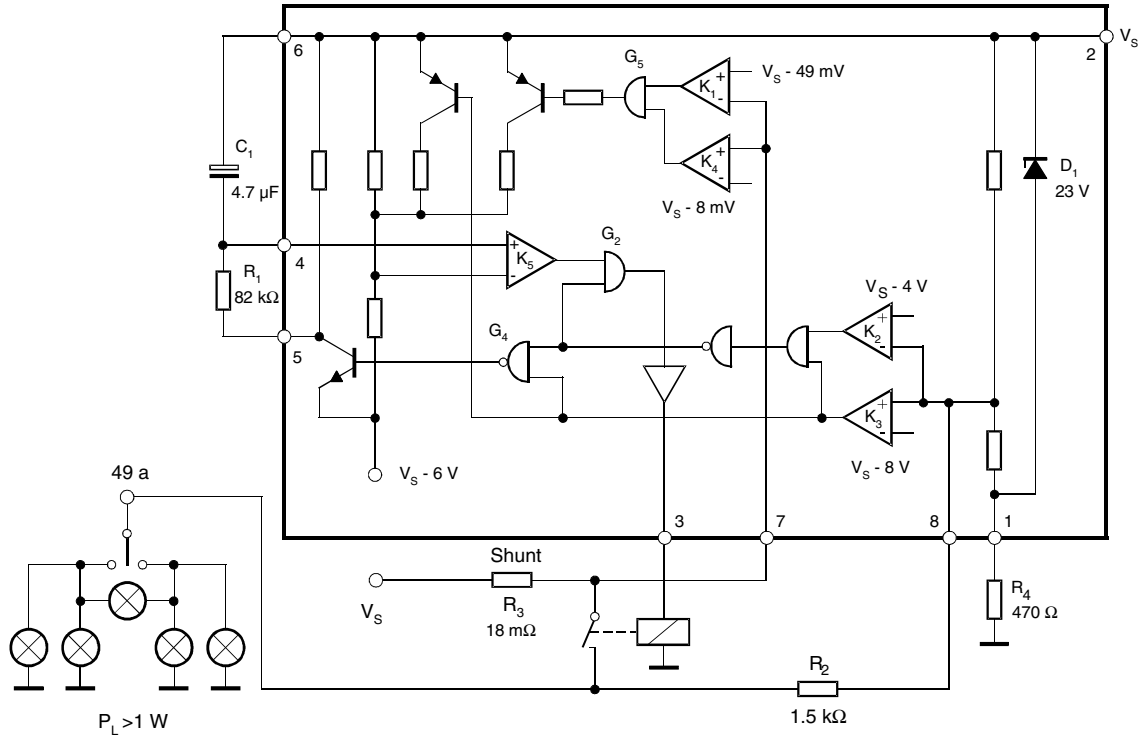 6
2
V_S
G_5
V_S - 49 mV
+
K_1
-
C_1
4.7 µF
+
K_4
-
V_S - 8 mV
D_1
23 V
4
R_1
82 kΩ
+
K_5
-
G_2
V_S - 4 V
+
K_2
-
5
G_4
+
K_3
-
V_S - 8 V
V_S - 6 V
49 a
3
7
8
1
Shunt
V_S
R_3
18 mΩ
R_4
470 Ω
R_2
1.5 kΩ
P_L >1 W